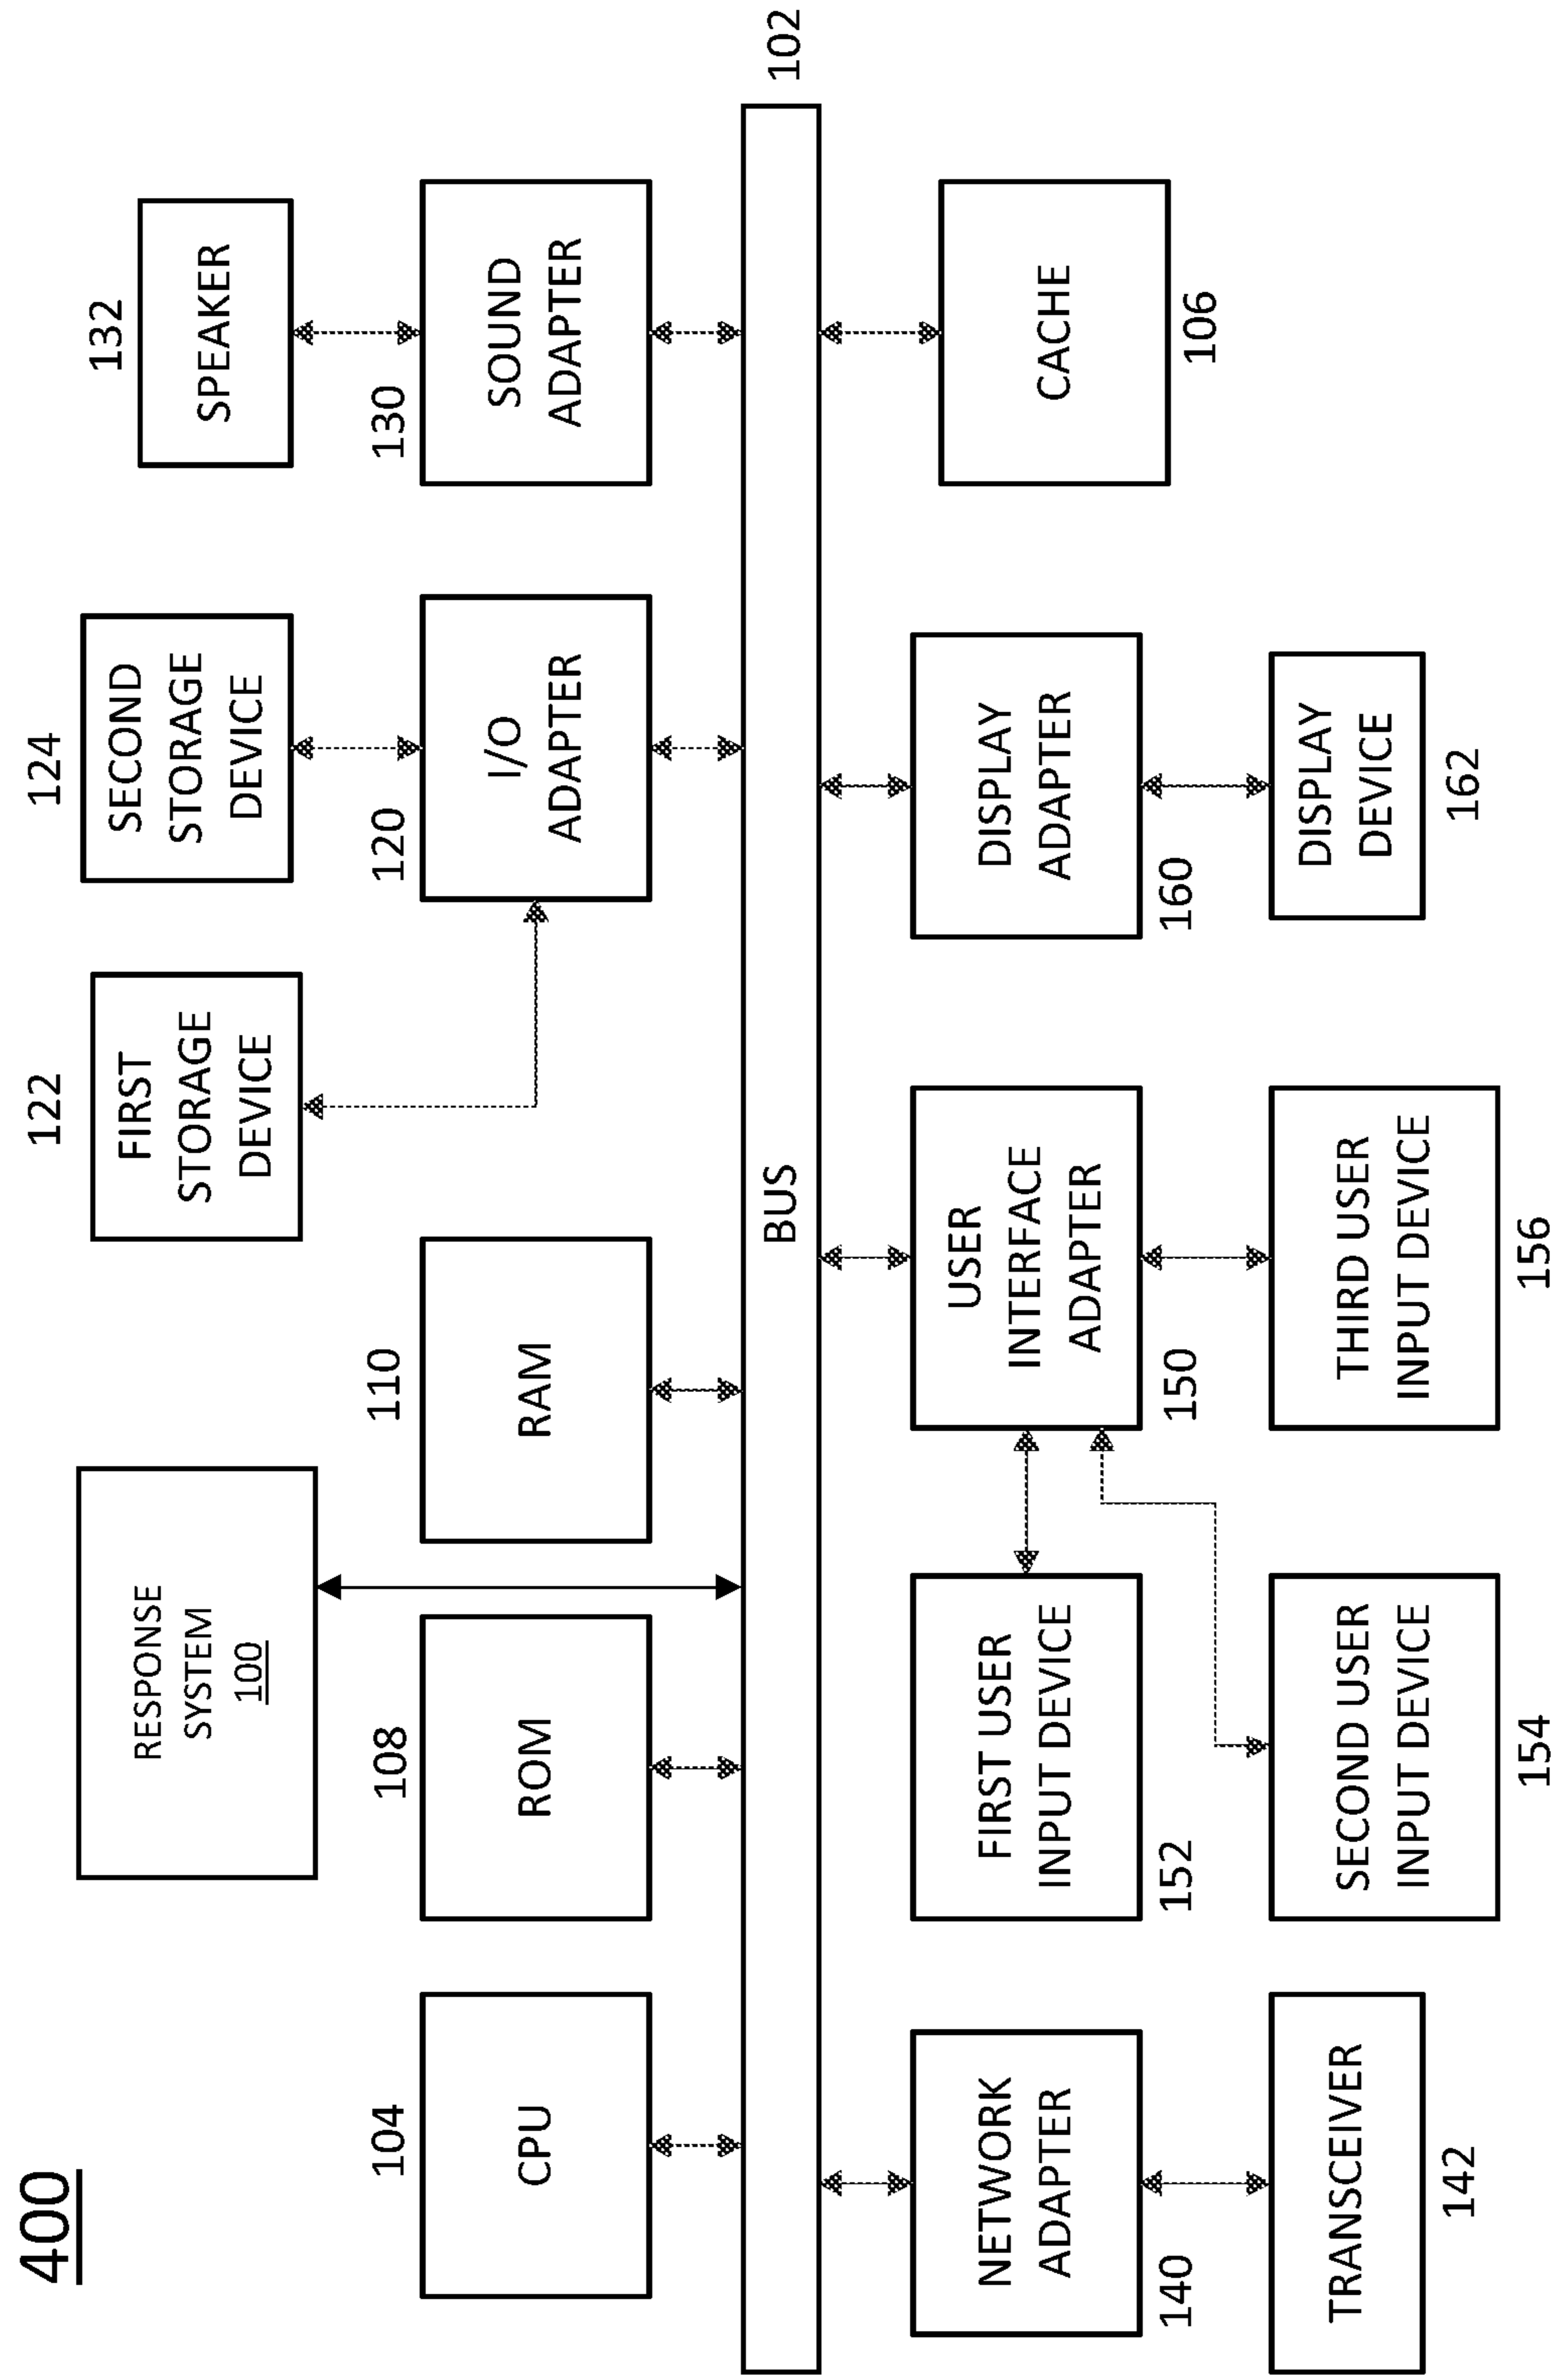 400
RESPONSE
SYSTEM
100
122
FIRST
STORAGE
DEVICE
124
SECOND
STORAGE
DEVICE
132
SPEAKER
104
CPU
108
ROM
110
RAM
120
I/O
ADAPTER
130
SOUND
ADAPTER
BUS
102
NETWORK
ADAPTER
140
FIRST USER
INPUT DEVICE
152
USER
INTERFACE
ADAPTER
150
DISPLAY
ADAPTER
160
CACHE
106
TRANSCEIVER
142
SECOND USER
INPUT DEVICE
154
THIRD USER
INPUT DEVICE
156
DISPLAY
DEVICE
162